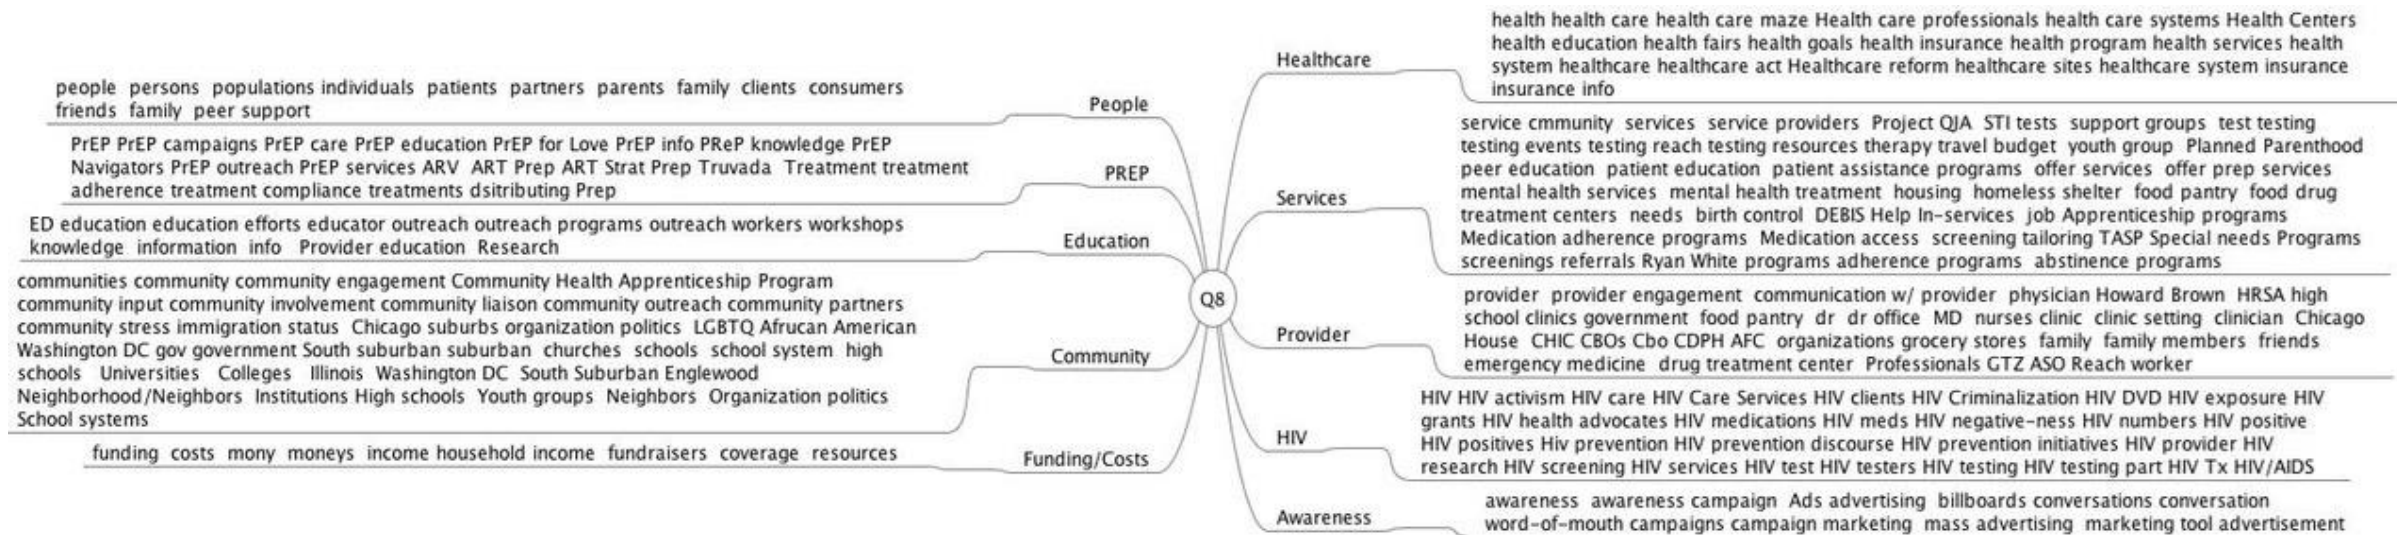 people persons populations individuals patients partners parents family clients consumers
friends family peer support
People
PrEP PrEP campaigns PrEP care PrEP education PrEP for Love PrEP info PReP knowledge PrEP
Navigators PrEP outreach PrEP services ARV ART Prep ART Strat Prep Truvada Treatment treatment
adherence treatment compliance treatments dsitributing Prep
PREP
ED education education efforts educator outreach outreach programs outreach workers workshops
knowledge information info Provider education Research
Education
communities community community engagement Community Health Apprenticeship Program
community input community involvement community liaison community outreach community partners
community stress immigration status Chicago suburbs organization politics LGBTQ Afrucan American
Washington DC gov government South suburban suburban churches schools school system high
schools Universities Colleges Illinois Washington DC South Suburban Englewood
Neighborhood/Neighbors Institutions High schools Youth groups Neighbors Organization politics
School systems
Community
funding costs mony moneys income household income fundraisers coverage resources
Funding/Costs
Q8
Healthcare
health health care health care maze Health care professionals health care systems Health Centers
health education health fairs health goals health insurance health program health services health
system healthcare healthcare act Healthcare reform healthcare sites healthcare system insurance
insurance info
Services
service cmmunity services service providers Project QJA STI tests support groups test testing
testing events testing reach testing resources therapy travel budget youth group Planned Parenthood
peer education patient education patient assistance programs offer services offer prep services
mental health services mental health treatment housing homeless shelter food pantry food drug
treatment centers needs birth control DEBIS Help In-services job Apprenticeship programs
Medication adherence programs Medication access screening tailoring TASP Special needs Programs
screenings referrals Ryan White programs adherence programs abstinence programs
Provider
provider provider engagement communication w/ provider physician Howard Brown HRSA high
school clinics government food pantry dr dr office MD nurses clinic clinic setting clinician Chicago
House CHIC CBOs Cbo CDPH AFC organizations grocery stores family family members friends
emergency medicine drug treatment center Professionals GTZ ASO Reach worker
HIV
HIV HIV activism HIV care HIV Care Services HIV clients HIV Criminalization HIV DVD HIV exposure HIV
grants HIV health advocates HIV medications HIV meds HIV negative-ness HIV numbers HIV positive
HIV positives Hiv prevention HIV prevention discourse HIV prevention initiatives HIV provider HIV
research HIV screening HIV services HIV test HIV testers HIV testing HIV testing part HIV Tx HIV/AIDS
Awareness
awareness awareness campaign Ads advertising billboards conversations conversation
word-of-mouth campaigns campaign marketing mass advertising marketing tool advertisement